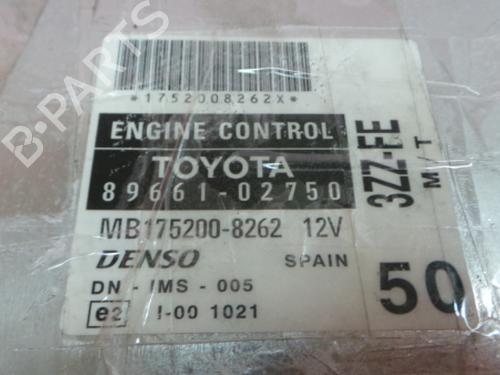 *1752008262X*
ENGINE CONTROL
TOYOTA
89661-02750
3ZZ-FE
M/T
MB175200-8262 12V
DENSO SPAIN
DN - IMS - 005
50
e2 I-00 1021
B-PARTS